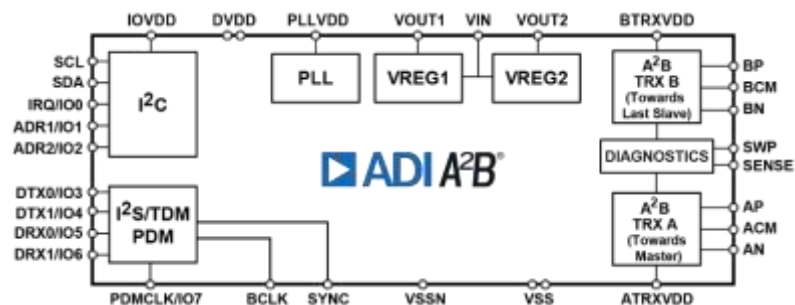 IOVDD DVDD PLLVDD VOUT1 VIN VOUT2 BTRXVDD
SCL
SDA
IRQ/IO0
ADR1/IO1
ADR2/IO2
I²C
PLL
VREG1
VREG2
A²B
TRX B
(Towards
Last Slave)
BP
BCM
BN
DIAGNOSTICS
SWP
SENSE
ADI A²B®
DTX0/IO3
DTX1/IO4
DRX0/IO5
DRX1/IO6
I²S/TDM
PDM
A²B
TRX A
(Towards
Master)
AP
ACM
AN
PDMCLK/IO7 BCLK SYNC VSSN VSS ATRXVDD